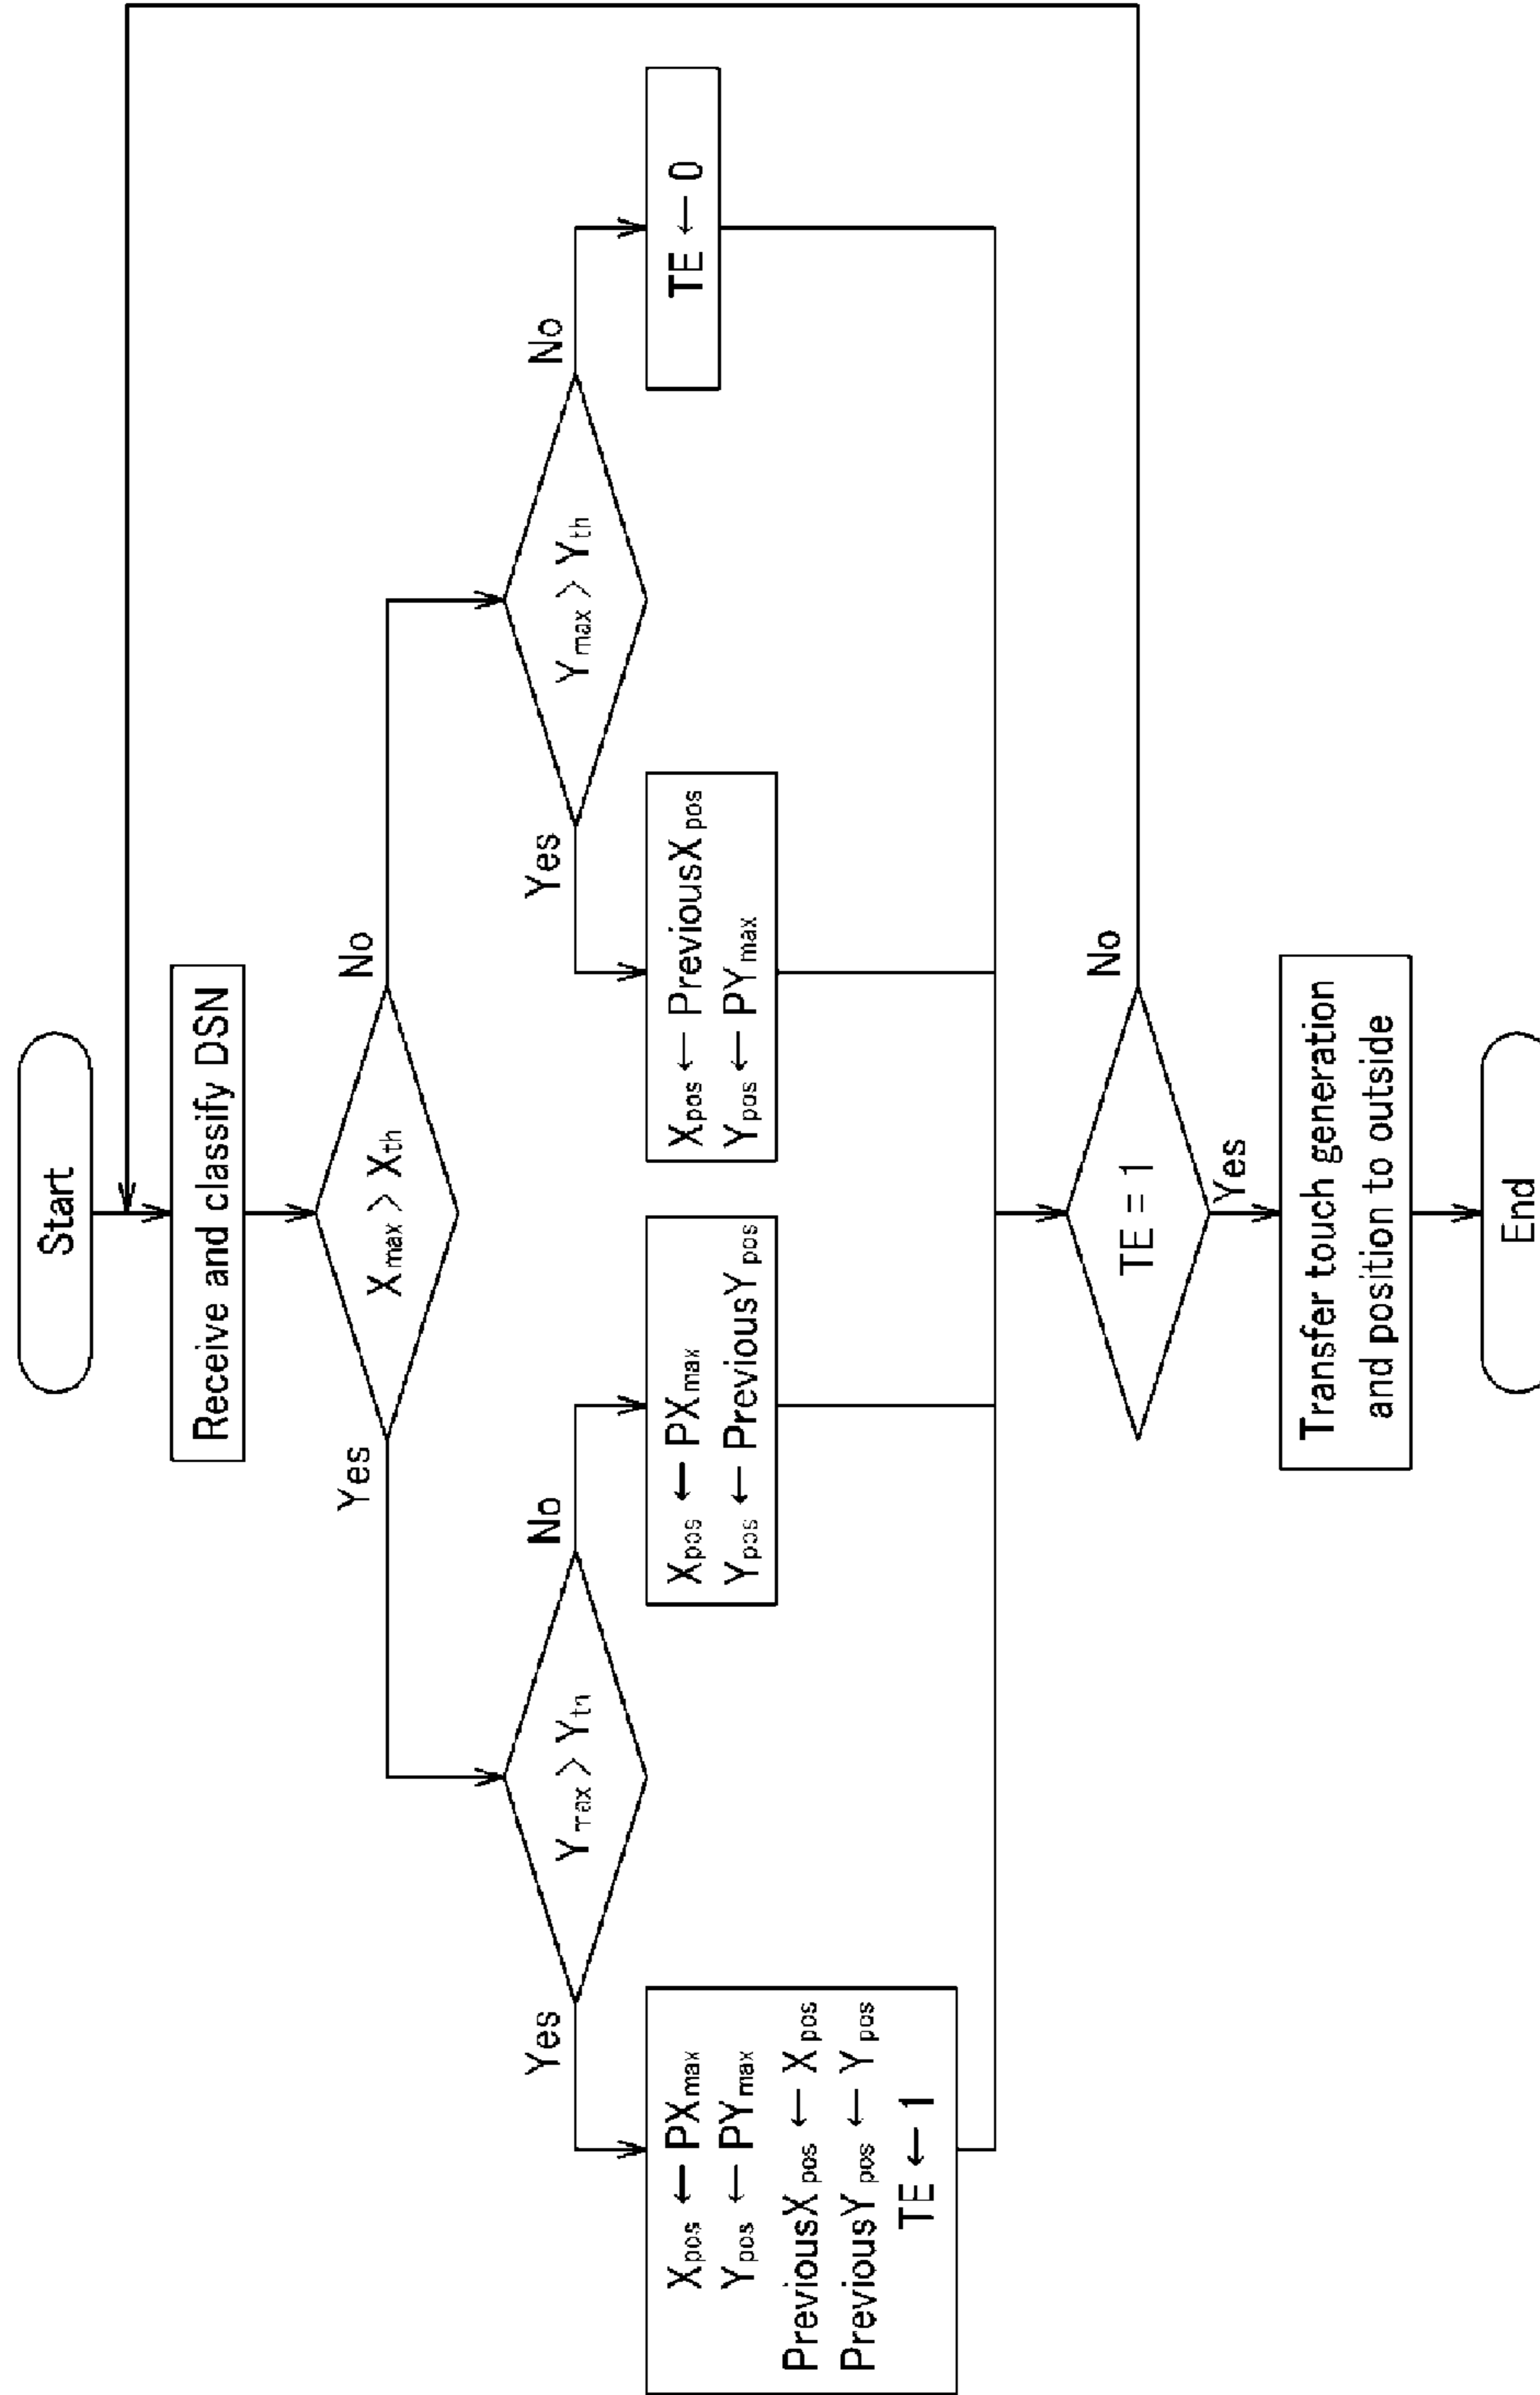 Start
Receive and classify DSN
Xmax > Xth
Yes
No
Ymax > Yth
Yes
No
Ymax > Yth
Yes
No
Xpos ← PXmax
Ypos ← PYmax
PreviousXpos ← Xpos
PreviousYpos ← Ypos
TE ← 1
Xpos ← PXmax
Ypos ← PreviousYpos
Xpos ← PreviousXpos
Ypos ← PYmax
TE ← 0
TE = 1
No
Yes
Transfer touch generation
and position to outside
End